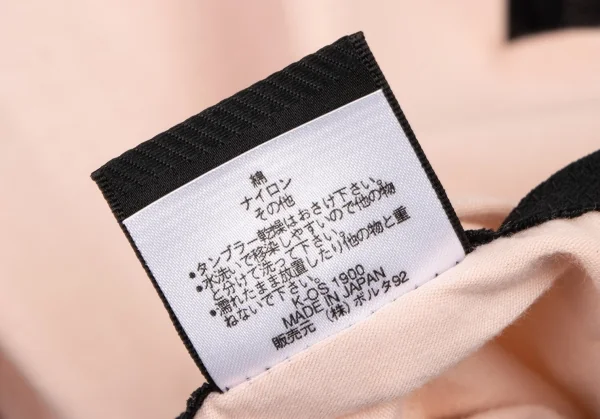 綿
ナイロン
その他
•タンブラー乾燥はおさけ下さい。
•水洗いで移染しやすいので他の物
と分けて洗って下さい。
•濡れたまま放置したり他の物と重
ねないで下さい。
K.O.S 1900
MADE IN JAPAN
販売元 (株)ボルタ92